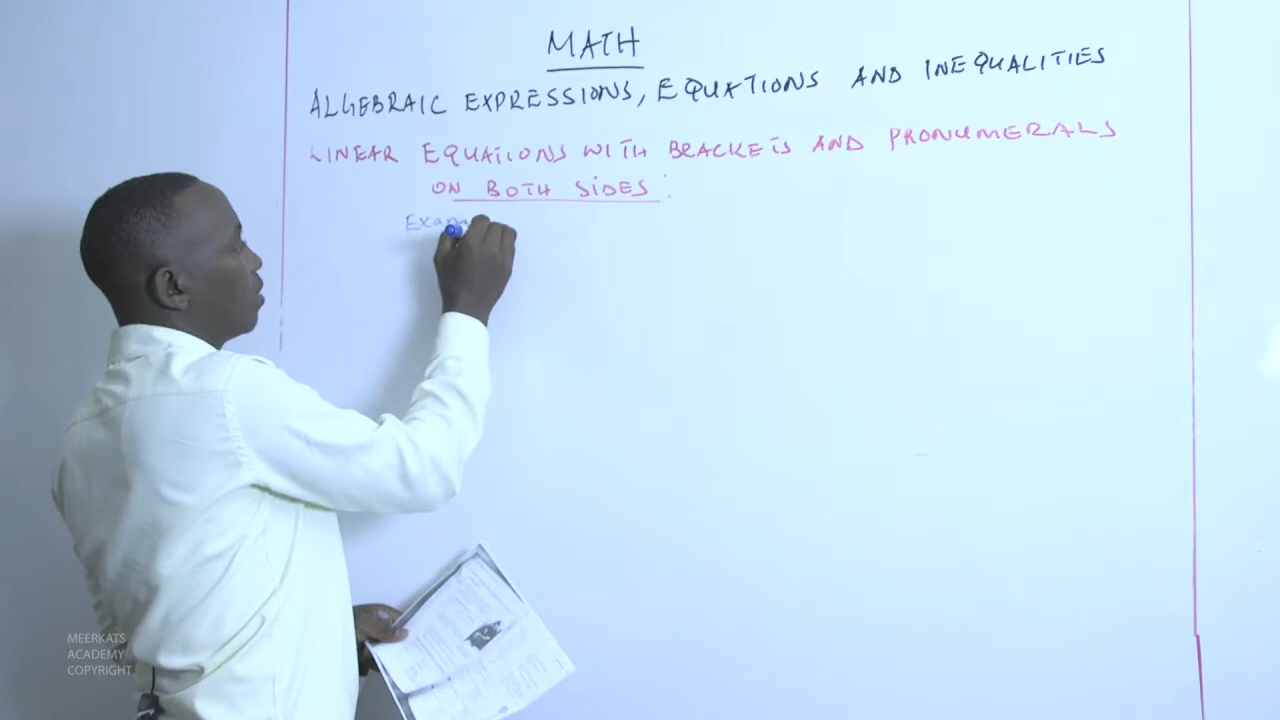 MATH
ALGEBRAIC EXPRESSIONS, EQUATIONS AND INEQUALITIES
LINEAR EQUATIONS WITH BRACKETS AND PRONUMERALS
ON BOTH SIDES:
Exam
MEERKATS
ACADEMY
COPYRIGHT